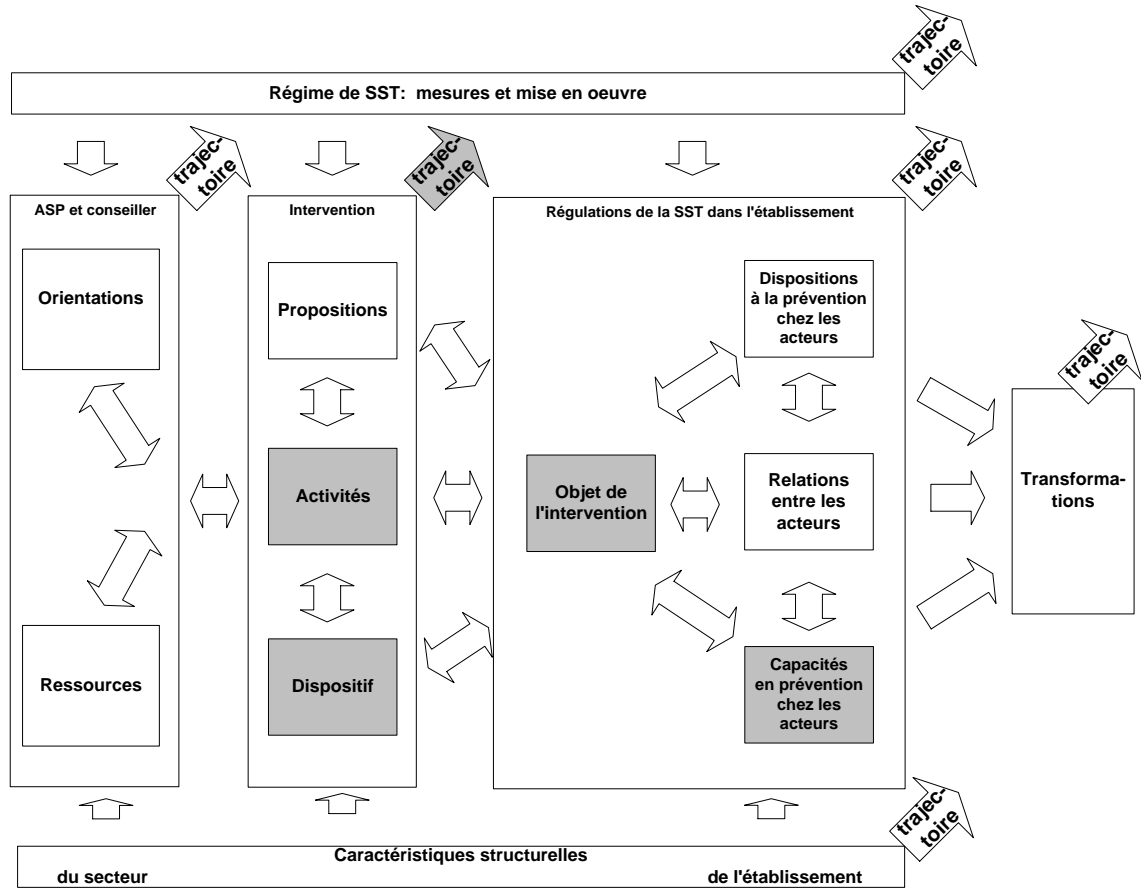 trajec-
toire
Régime de SST: mesures et mise en oeuvre
trajec-
toire
trajec-
toire
trajec-
toire
ASP et conseiller
Orientations
Ressources
Intervention
Propositions
Activités
Dispositif
Régulations de la SST dans l'établissement
Dispositions
à la prévention
chez les
acteurs
Objet de
l'intervention
Relations
entre les
acteurs
Capacités
en prévention
chez les
acteurs
trajec-
toire
Transforma-
tions
trajec-
toire
Caractéristiques structurelles
du secteur
de l'établissement